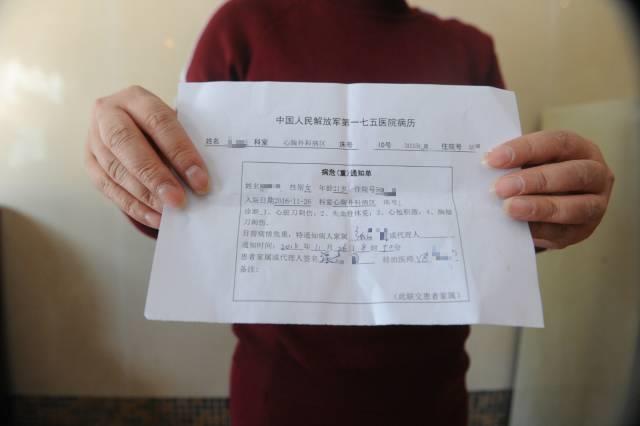 中国人民解放军第一七五医院病历
姓名 科室 心胸外科病区 床号 10号 住院号
病危(重)通知单
姓名 性别女 年龄21岁 住院号
入院日期2016-11-26 科室心胸外科病区 床号
诊断:1、心脏刀刺伤;2、失血性休克;3、心包积液;4、胸部
刀刺伤。
目前病情危重,特通知病人家属 或代理人
通知时间:2016年11月26日 时 50分
患者家属或代理人签名 经治医师
备注:
(此联交患者家属)